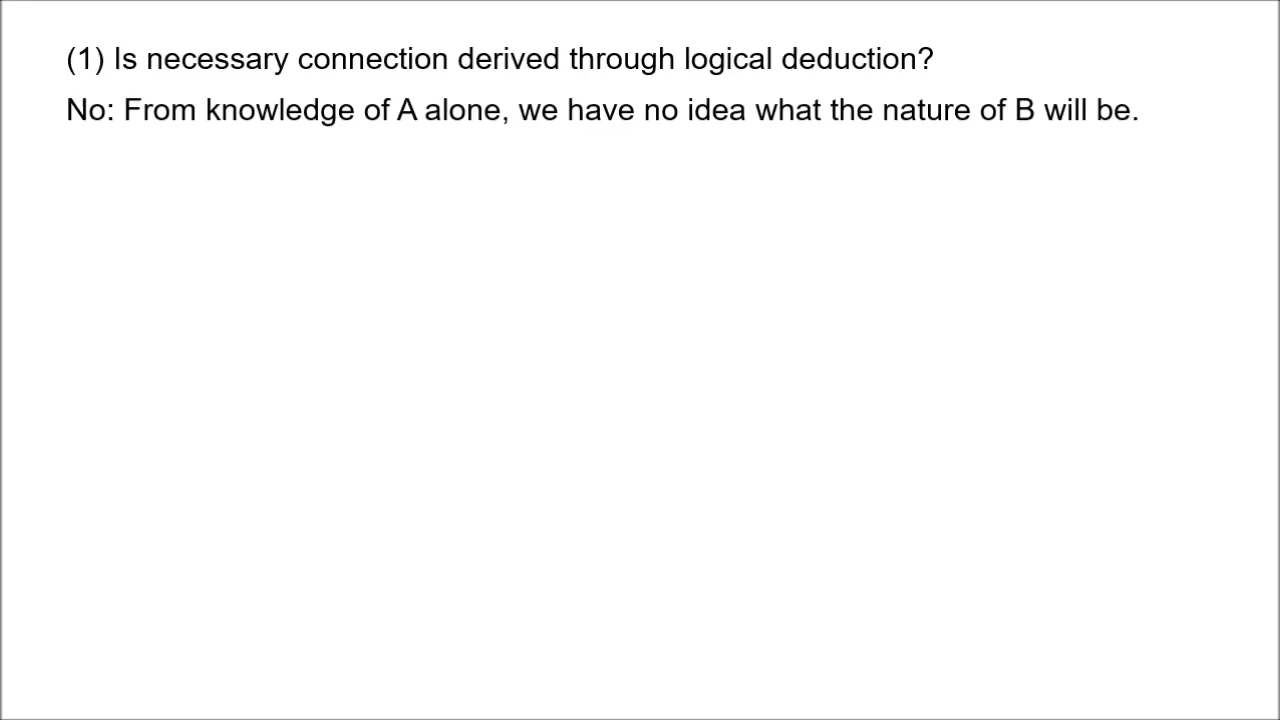 (1) Is necessary connection derived through logical deduction?
No: From knowledge of A alone, we have no idea what the nature of B will be.